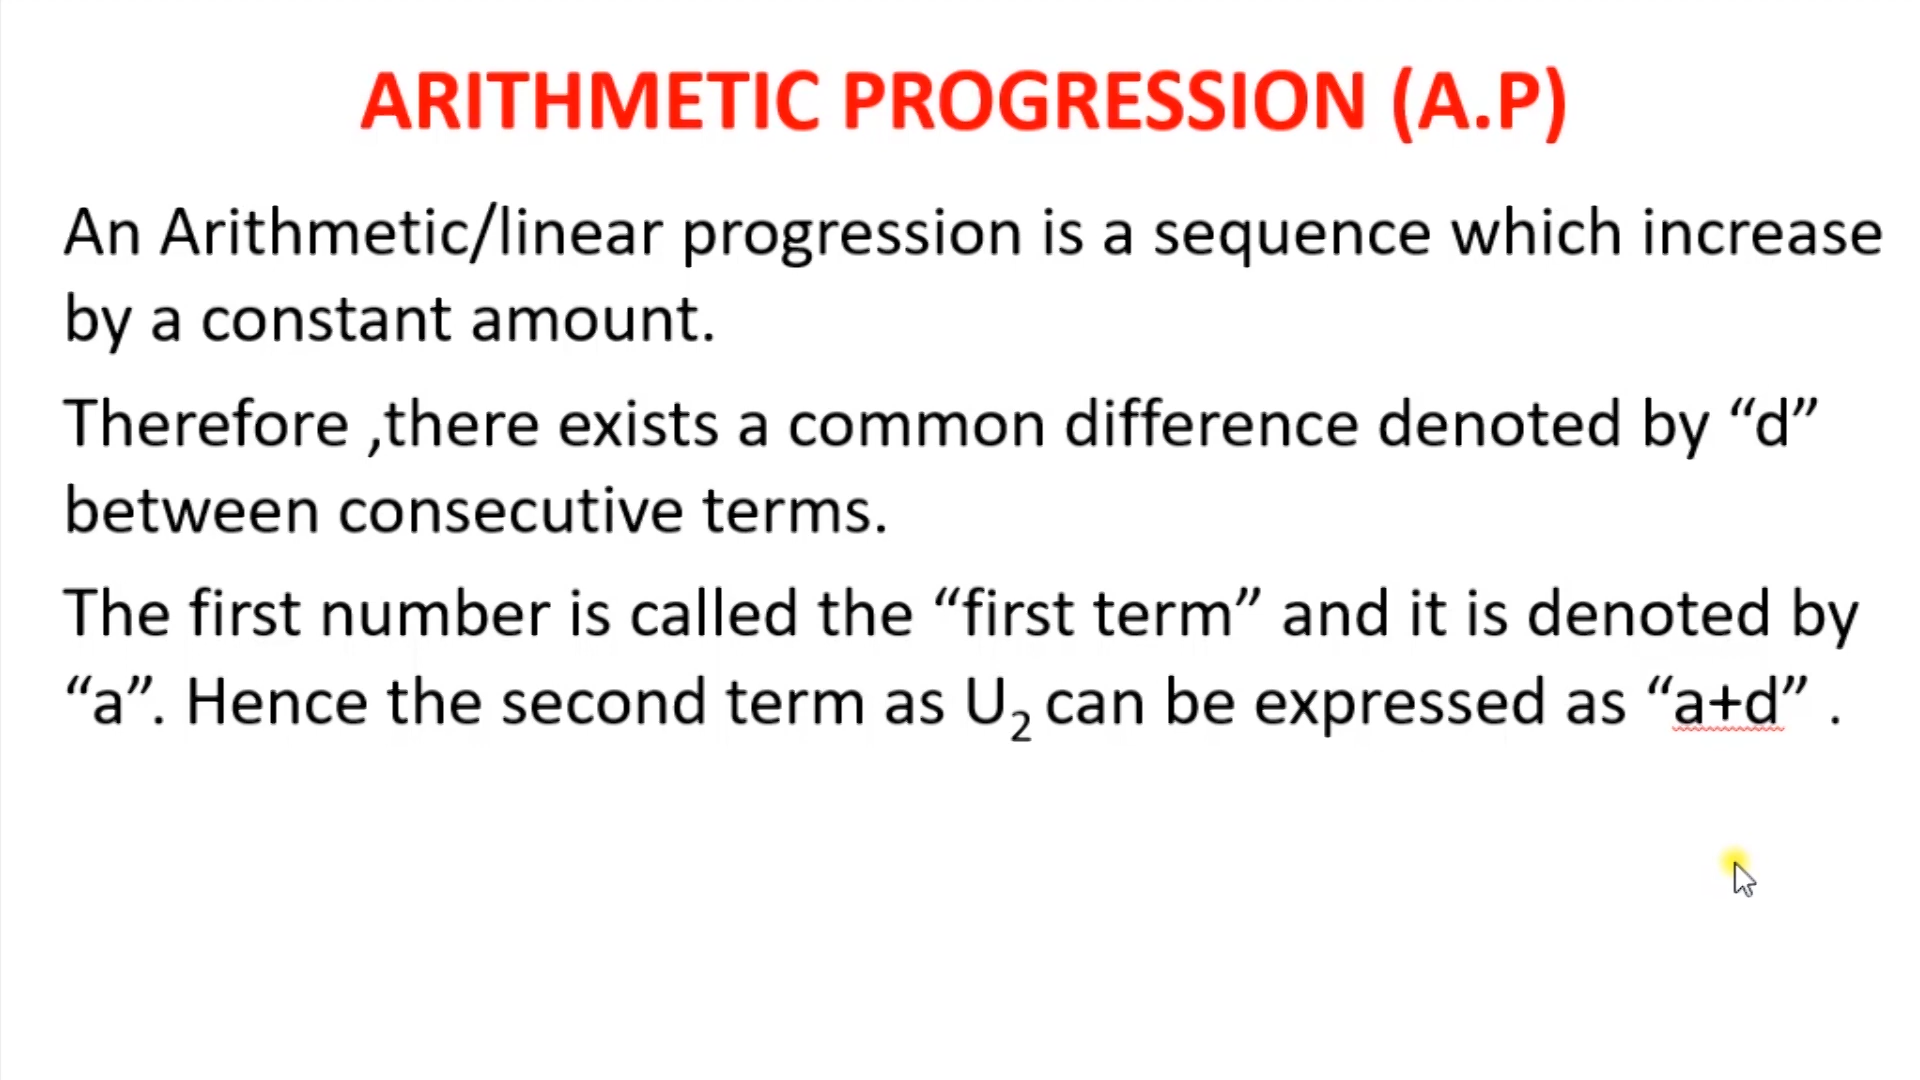 ARITHMETIC PROGRESSION (A.P)
An Arithmetic/linear progression is a sequence which increase
by a constant amount.
Therefore ,there exists a common difference denoted by “d”
between consecutive terms.
The first number is called the “first term” and it is denoted by
“a”. Hence the second term as U₂ can be expressed as “a+d” .